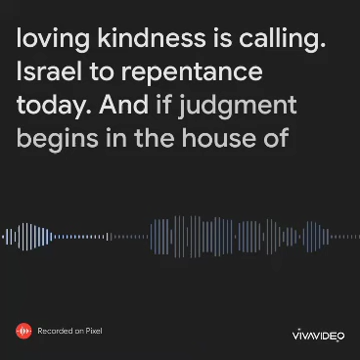 loving kindness is calling.
Israel to repentance
today. And if judgment
begins in the house of
Recorded on Pixel
VIVAVIDEO